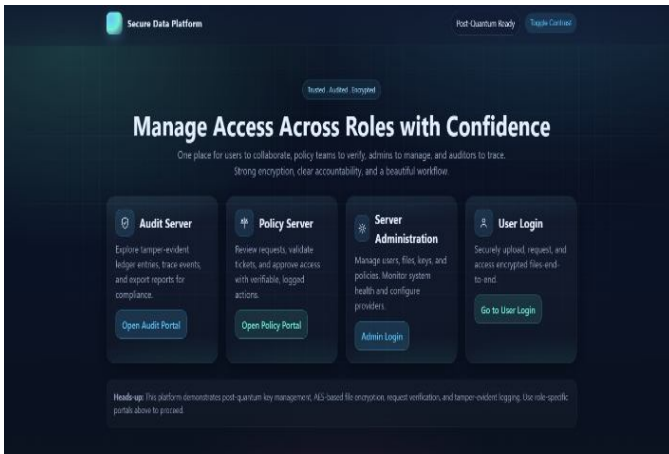 Secure Data Platform
Post-Quantum Ready
Toggle Contrast
Trusted . Audited . Encrypted
Manage Access Across Roles with Confidence
One place for users to collaborate, policy teams to verify, admins to manage, and auditors to trace.
Strong encryption, clear accountability, and a beautiful workflow.
Audit Server
Explore tamper-evident
ledger entries, trace events,
and export reports for
compliance.
Open Audit Portal
Policy Server
Review requests, validate
tickets, and approve access
with verifiable, logged
actions.
Open Policy Portal
Server
Administration
Manage users, files, keys, and
policies. Monitor system
health and configure
providers.
Admin Login
User Login
Securely upload, request, and
access encrypted files-end-
to-end.
Go to User Login
Heads-up: This platform demonstrates post-quantum key management, AES-based file encryption, request verification, and tamper-evident logging. Use role-specific
portals above to proceed.